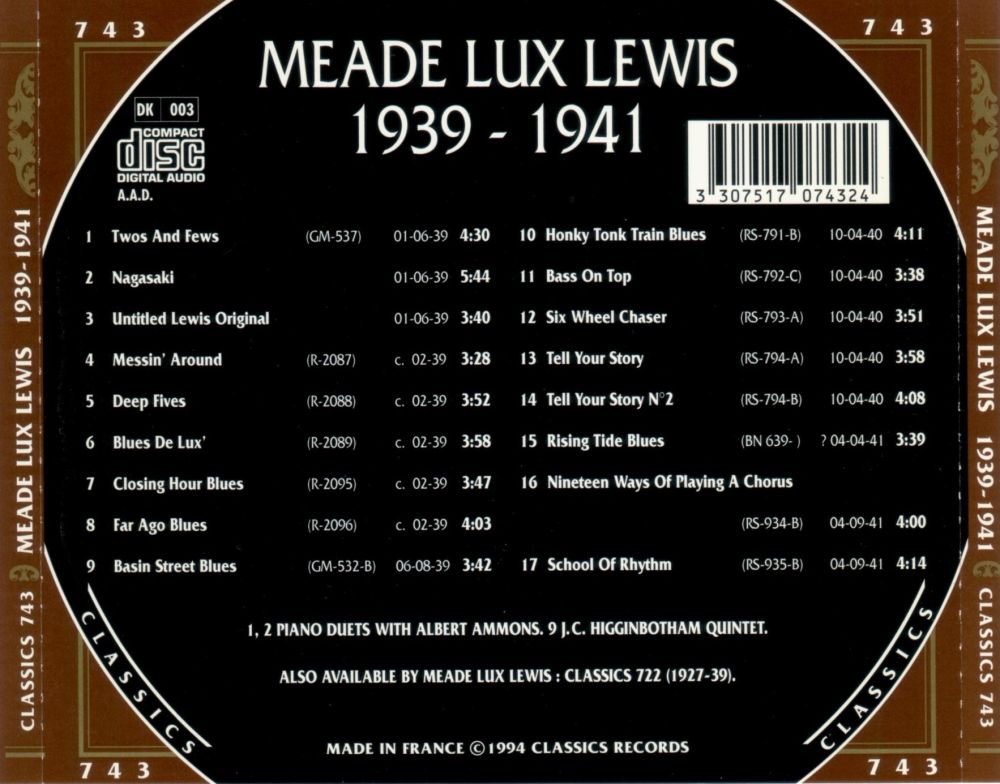 743
743
MEADE LUX LEWIS
1939 - 1941
DK 003
COMPACT
disc
DIGITAL AUDIO
A.A.D.
3 307517 074324
1 Twos And Fews (GM-537) 01-06-39 4:30
2 Nagasaki 01-06-39 5:44
3 Untitled Lewis Original 01-06-39 3:40
4 Messin' Around (R-2087) c. 02-39 3:28
5 Deep Fives (R-2088) c. 02-39 3:52
6 Blues De Lux' (R-2089) c. 02-39 3:58
7 Closing Hour Blues (R-2095) c. 02-39 3:47
8 Far Ago Blues (R-2096) c. 02-39 4:03
9 Basin Street Blues (GM-532-B) 06-08-39 3:42
10 Honky Tonk Train Blues (RS-791-B) 10-04-40 4:11
11 Bass On Top (RS-792-C) 10-04-40 3:38
12 Six Wheel Chaser (RS-793-A) 10-04-40 3:51
13 Tell Your Story (RS-794-A) 10-04-40 3:58
14 Tell Your Story N°2 (RS-794-B) 10-04-40 4:08
15 Rising Tide Blues (BN 639- ) ? 04-04-41 3:39
16 Nineteen Ways Of Playing A Chorus
(RS-934-B) 04-09-41 4:00
17 School Of Rhythm (RS-935-B) 04-09-41 4:14
1, 2 PIANO DUETS WITH ALBERT AMMONS. 9 J.C. HIGGINBOTHAM QUINTET.
ALSO AVAILABLE BY MEADE LUX LEWIS : CLASSICS 722 (1927-39).
MADE IN FRANCE © 1994 CLASSICS RECORDS
CLASSICS
CLASSICS
743
743
CLASSICS 743 MEADE LUX LEWIS 1939-1941
MEADE LUX LEWIS 1939-1941 CLASSICS 743